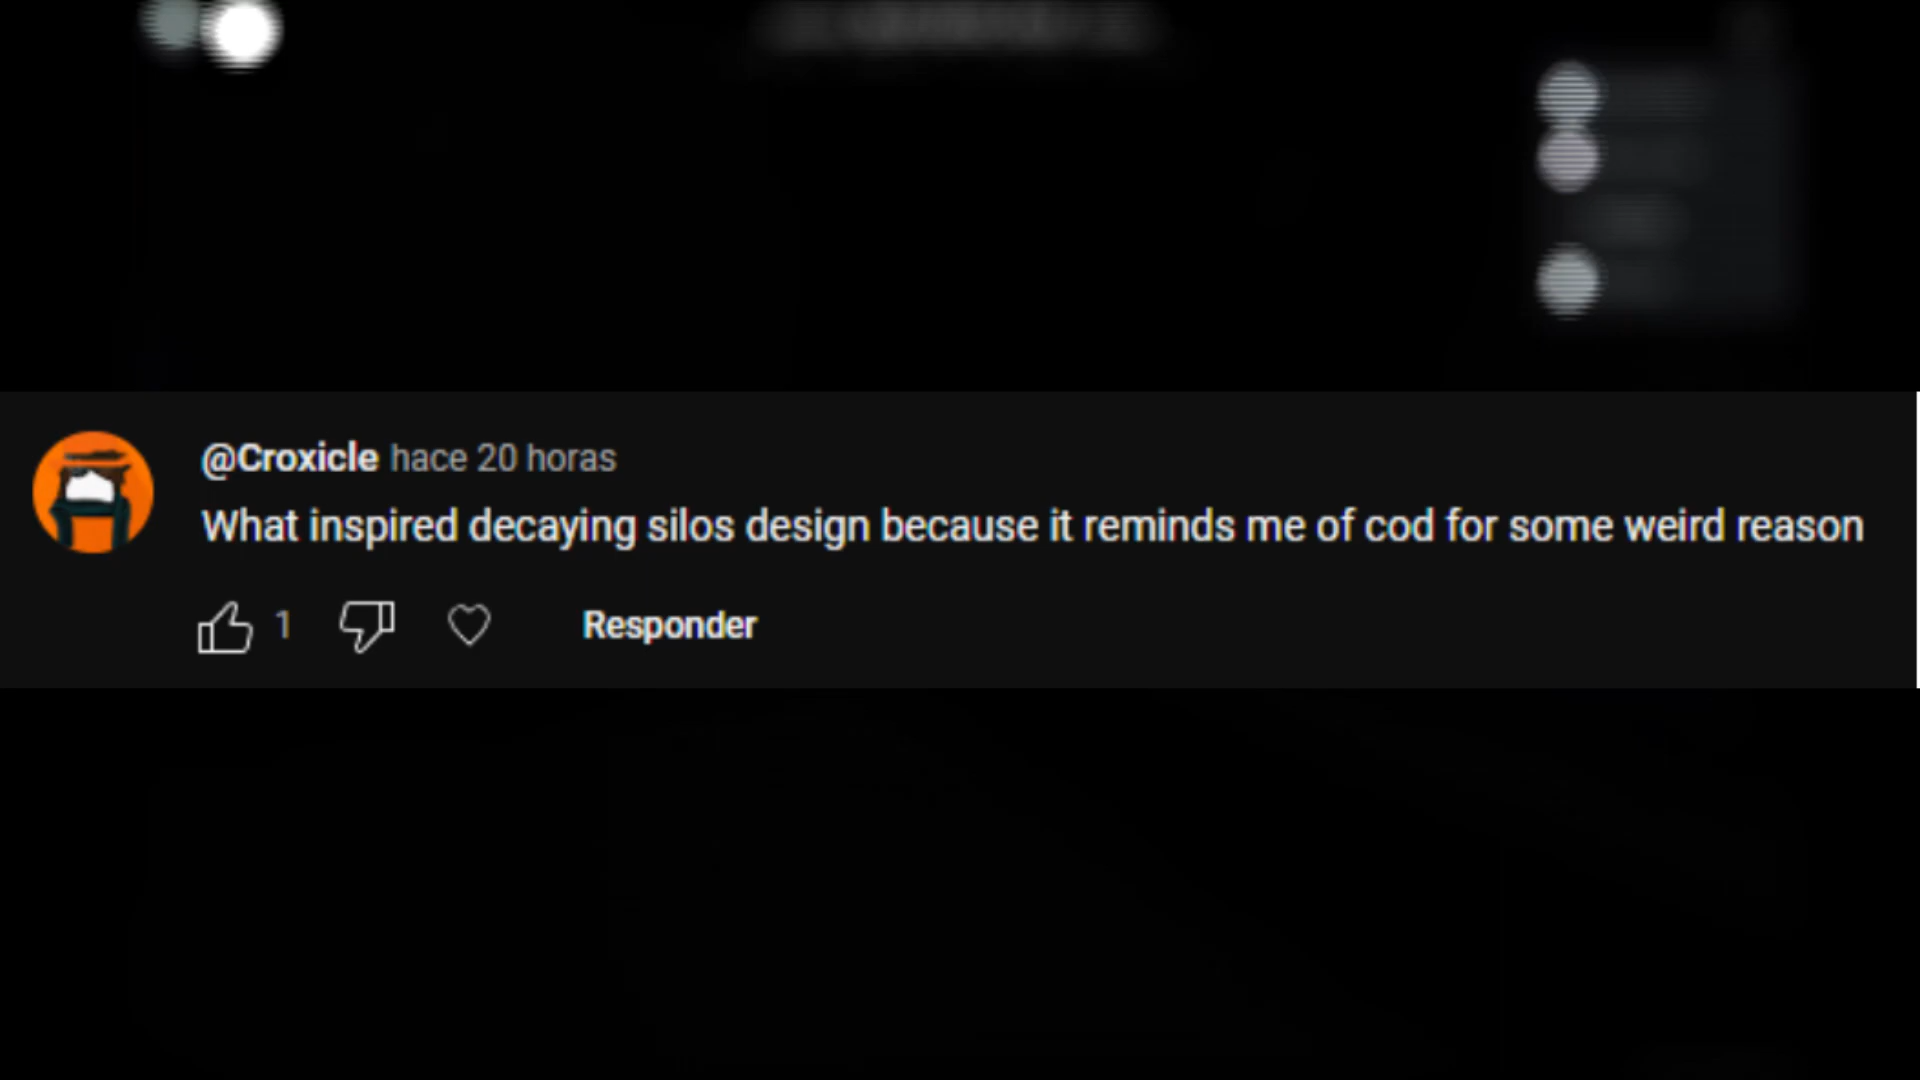 @Croxicle hace 20 horas
What inspired decaying silos design because it reminds me of cod for some weird reason
1
Responder